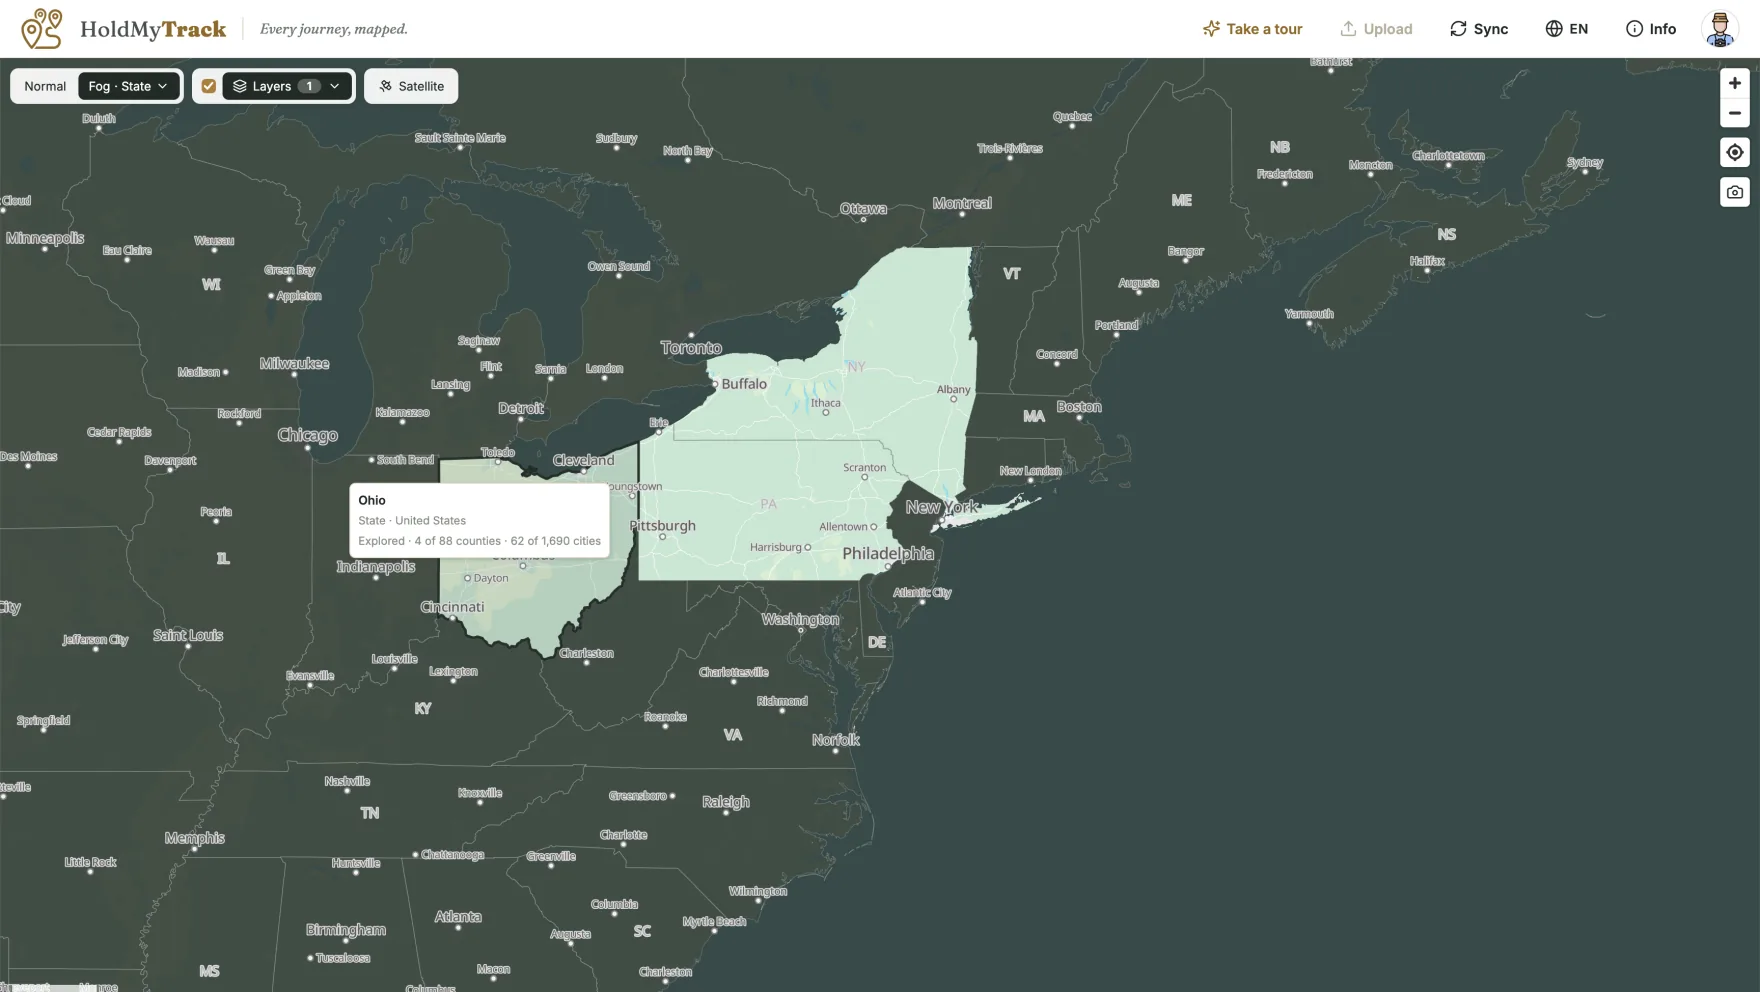 HoldMyTrack
Every journey, mapped.
Take a tour
Upload
Sync
EN
Info
Normal
Fog · State
Layers 1
Satellite
Bathurst
Duluth
Sault Sainte Marie
Sudbury
North Bay
Quebec
Trois-Rivières
NB
Moncton
Charlottetown
Sydney
Fredericton
Cloud
ME
Ottawa
Montreal
Minneapolis
Eau Claire
Wausau
NS
Bangor
Halifax
Green Bay
WI
Appleton
Owen Sound
VT
Augusta
Yarmouth
Portland
Saginaw
Toronto
Concord
Milwaukee
Madison
Flint
Sarnia
London
NY
Lansing
Buffalo
Albany
Ithaca
Rockford
Kalamazoo
Detroit
MA
Boston
Erie
Cedar Rapids
Chicago
Des Moines
Davenport
South Bend
Toledo
Cleveland
Scranton
New London
Youngstown
Ohio
State · United States
Explored · 4 of 88 counties · 62 of 1,690 cities
PA
New York
Peoria
Pittsburgh
Allentown
Harrisburg
Philadelphia
IL
Columbus
Indianapolis
Dayton
Atlantic City
City
Cincinnati
Washington
Jefferson City
Saint Louis
DE
Charleston
Louisville
Lexington
Evansville
Charlottesville
KY
Richmond
Springfield
Roanoke
VA
Norfolk
Nashville
Knoxville
Greensboro
Raleigh
TN
Memphis
Charlotte
Little Rock
Huntsville
Chattanooga
Greenville
Wilmington
Columbia
Atlanta
Myrtle Beach
Birmingham
Augusta
SC
Tuscaloosa
MS
Macon
Charleston
Columbus
Monroe